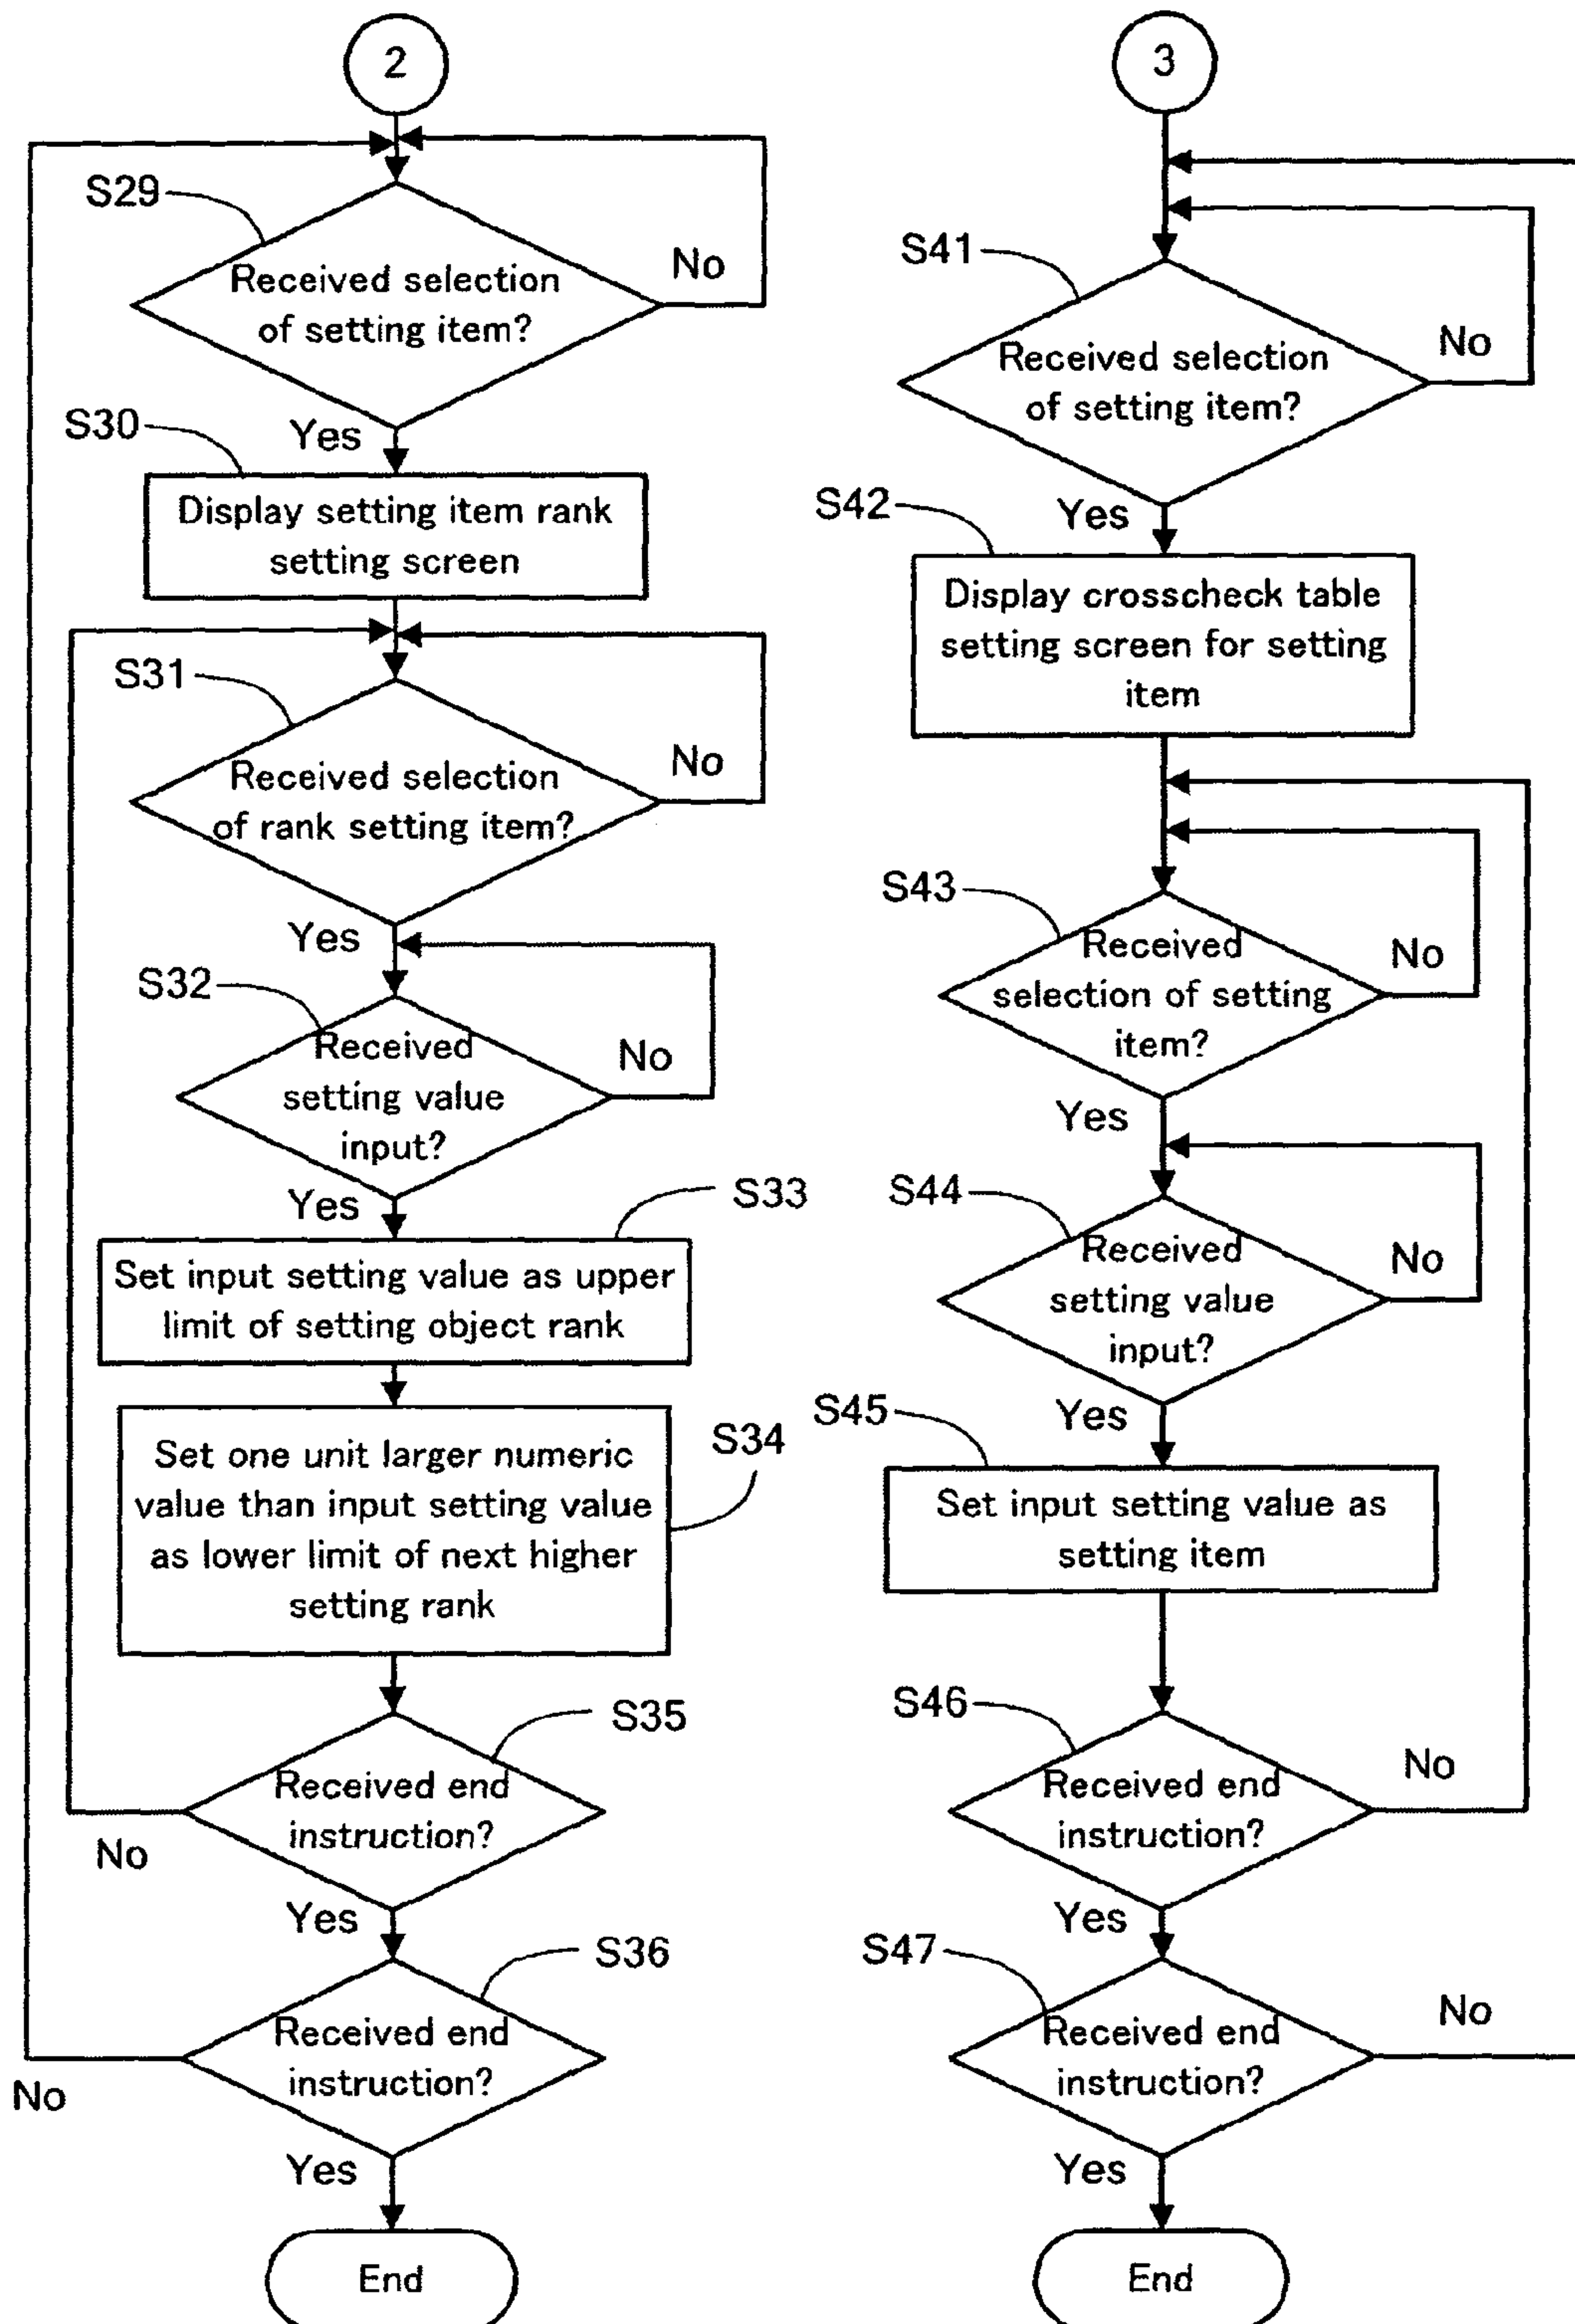 2
S29
Received selection
of setting item?
No
Yes
S30
Display setting item rank
setting screen
S31
Received selection
of rank setting item?
No
Yes
S32
Received
setting value
input?
No
Yes
S33
Set input setting value as upper
limit of setting object rank
S34
Set one unit larger numeric
value than input setting value
as lower limit of next higher
setting rank
S35
Received end
instruction?
No
Yes
S36
Received end
instruction?
No
Yes
End
3
S41
Received selection
of setting item?
No
Yes
S42
Display crosscheck table
setting screen for setting
item
S43
Received
selection of setting
item?
No
Yes
S44
Received
setting value
input?
No
Yes
S45
Set input setting value as
setting item
S46
Received end
instruction?
No
Yes
S47
Received end
instruction?
No
Yes
End